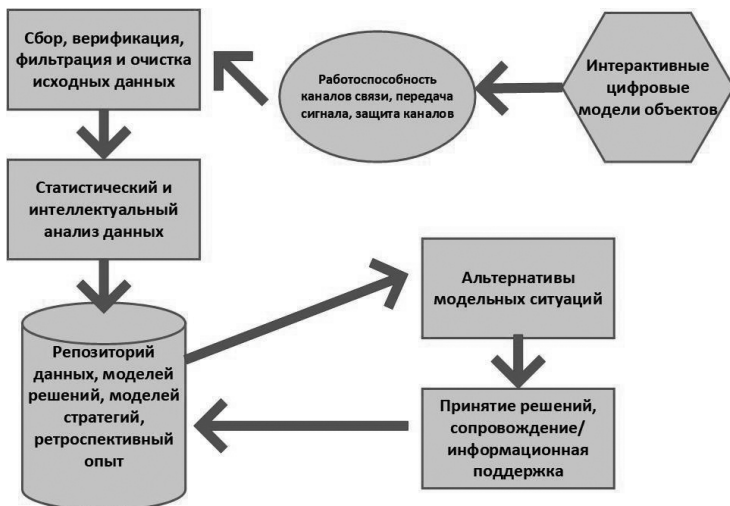 Сбор, верификация,
фильтрация и очистка
исходных данных
Работоспособность
каналов связи, передача
сигнала, защита каналов
Интерактивные
цифровые
модели объектов
Статистический и
интеллектуальный
анализ данных
Репозиторий
данных, моделей
решений, моделей
стратегий,
ретроспективный
опыт
Альтернативы
модельных ситуаций
Принятие решений,
сопровождение/
информационная
поддержка